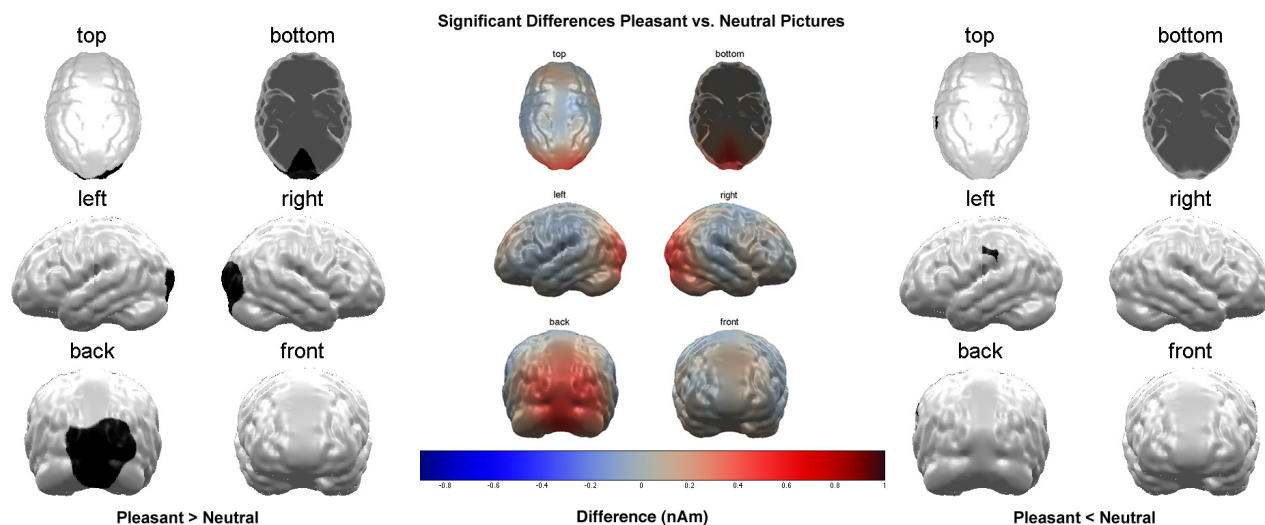 Significant Differences Pleasant vs. Neutral Pictures
top bottom
left right
back front
Pleasant > Neutral
top bottom
left right
back front
-0.8 -0.6 -0.4 -0.2 0 0.2 0.4 0.6 0.8 1
Difference (nAm)
top bottom
left right
back front
Pleasant < Neutral